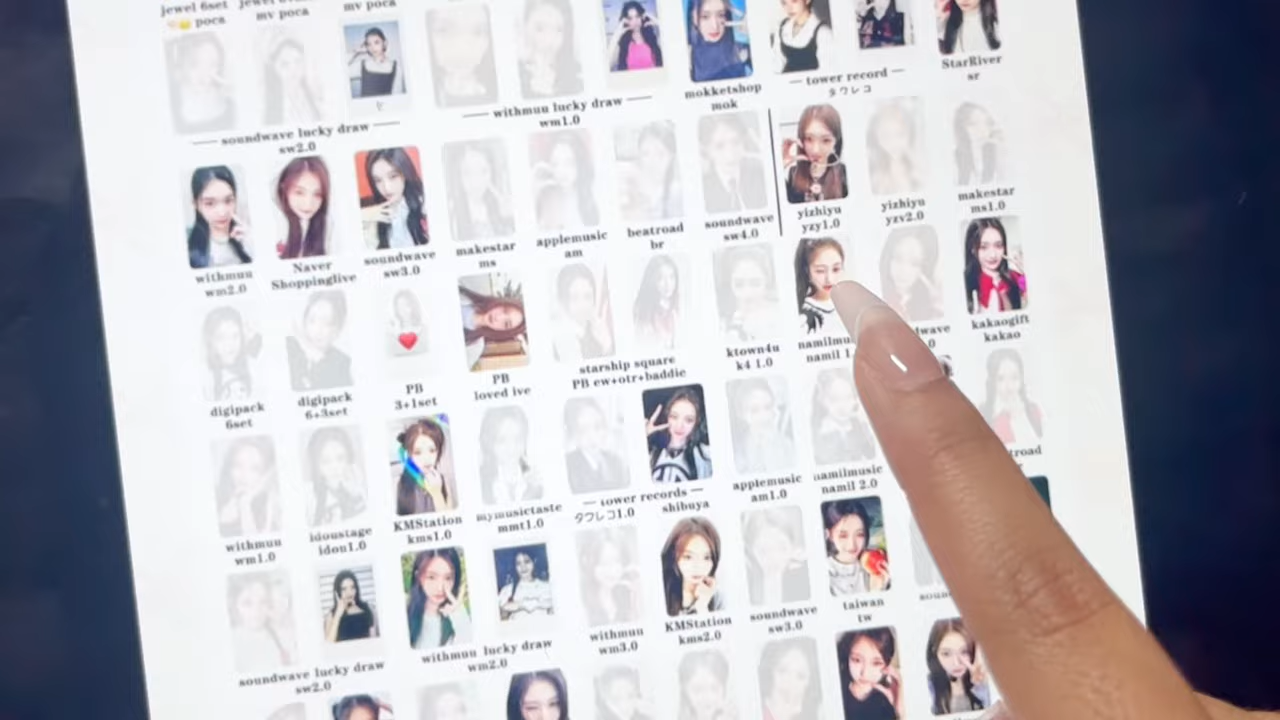 jewel 6set
poca
mv poca
mv poca
soundwave lucky draw
sw2.0
withmuu lucky draw
wm1.0
mokketshop
mok
tower record
タワレコ
StarRiver
sr
withmuu
wm2.0
Naver
Shoppinglive
soundwave
sw3.0
makestar
ms
applemusic
am
beatroad
br
soundwave
sw4.0
yizhiyu
yzy1.0
yizhiyu
yzv2.0
makestar
ms1.0
digipack
6set
digipack
6+3set
PB
3+1set
PB
loved ive
starship square
PB ew+otr+baddie
ktown4u
k4 1.0
namilmu
namil 1
kakaogift
kakao
withmuu
wm1.0
idoustage
idou1.0
KMStation
kms1.0
mymusictaste
mmt1.0
tower records
タワレコ1.0
shibuya
applemusic
am1.0
namilmusic
namil 2.0
soundwave lucky draw
sw2.0
withmuu lucky draw
wm2.0
withmuu
wm3.0
KMStation
kms2.0
soundwave
sw3.0
taiwan
tw